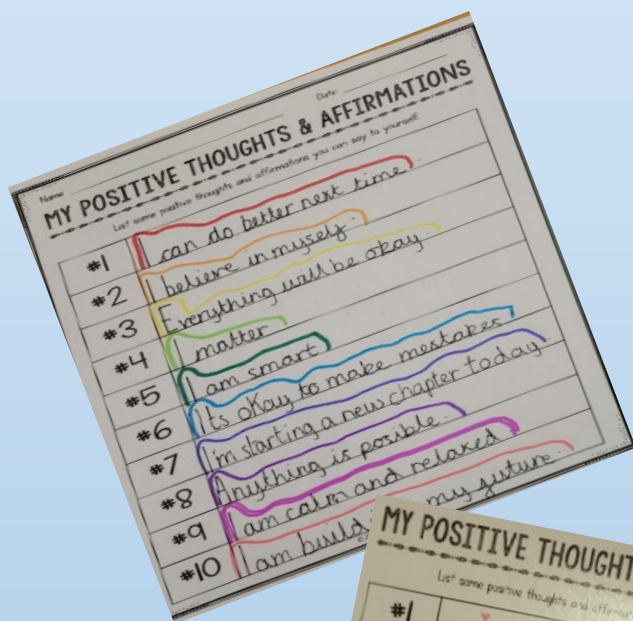 Name:
Date:
MY POSITIVE THOUGHTS & AFFIRMATIONS
List some positive thoughts and affirmations you can say to yourself.
#1 I can do better next time.
#2 I believe in myself.
#3 Everything will be okay.
#4 I matter
#5 I am smart
#6 Its okay to make mestakes.
#7 I'm starting a new chapter today.
#8 Anything is posible.
#9 I am calm and relaxed
#10 I am build my future.
MY POSITIVE THOUGHT
List some positive thoughts and
#1